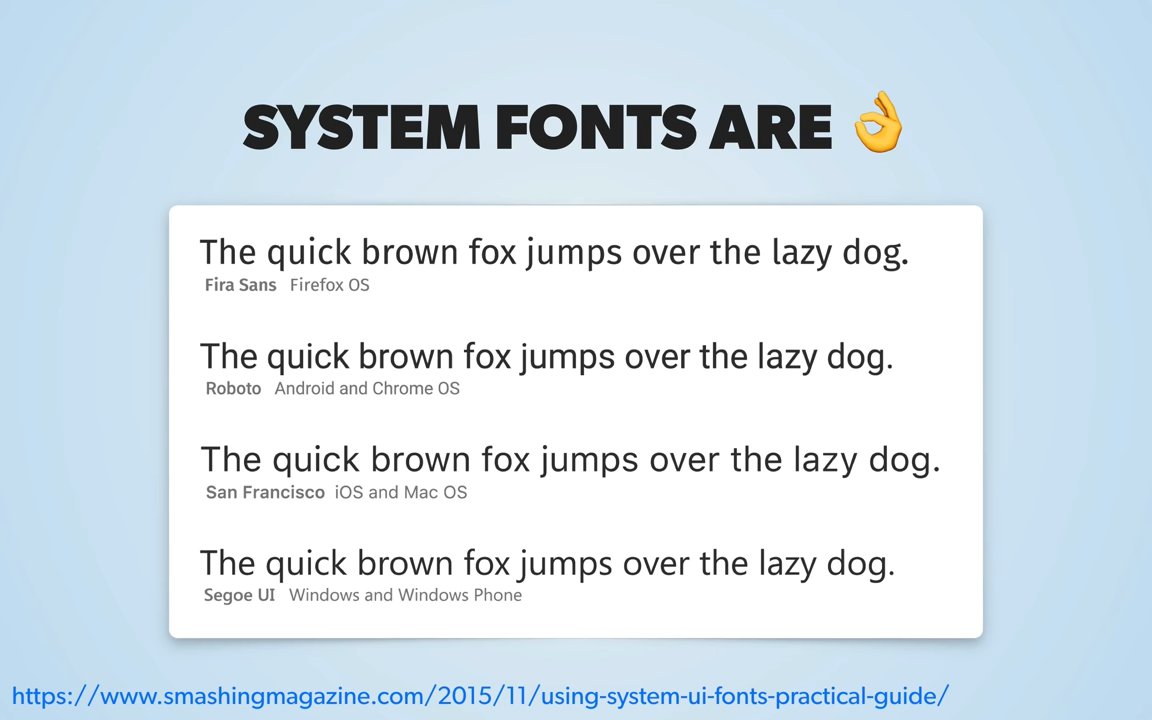 SYSTEM FONTS ARE 👌
The quick brown fox jumps over the lazy dog.
Fira Sans Firefox OS
The quick brown fox jumps over the lazy dog.
Roboto Android and Chrome OS
The quick brown fox jumps over the lazy dog.
San Francisco iOS and Mac OS
The quick brown fox jumps over the lazy dog.
Segoe UI Windows and Windows Phone
https://www.smashingmagazine.com/2015/11/using-system-ui-fonts-practical-guide/